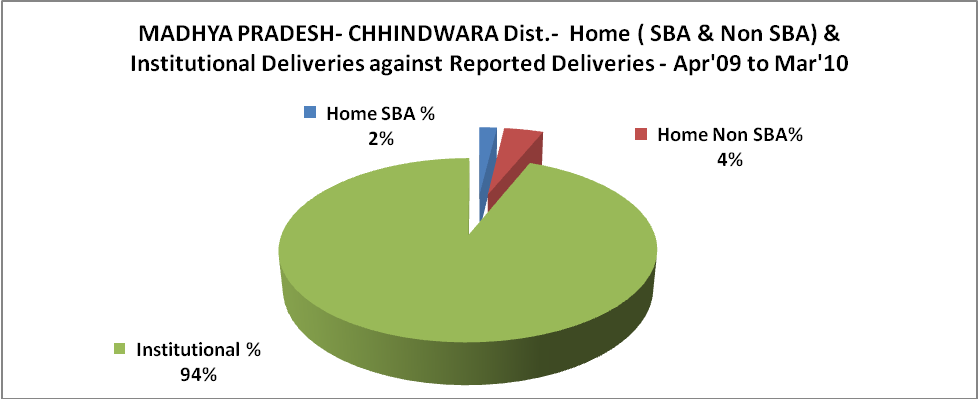 MADHYA PRADESH- CHHINDWARA Dist.- Home ( SBA & Non SBA) &
Institutional Deliveries against Reported Deliveries - Apr'09 to Mar'10
Home SBA %
2%
Home Non SBA%
4%
Institutional %
94%